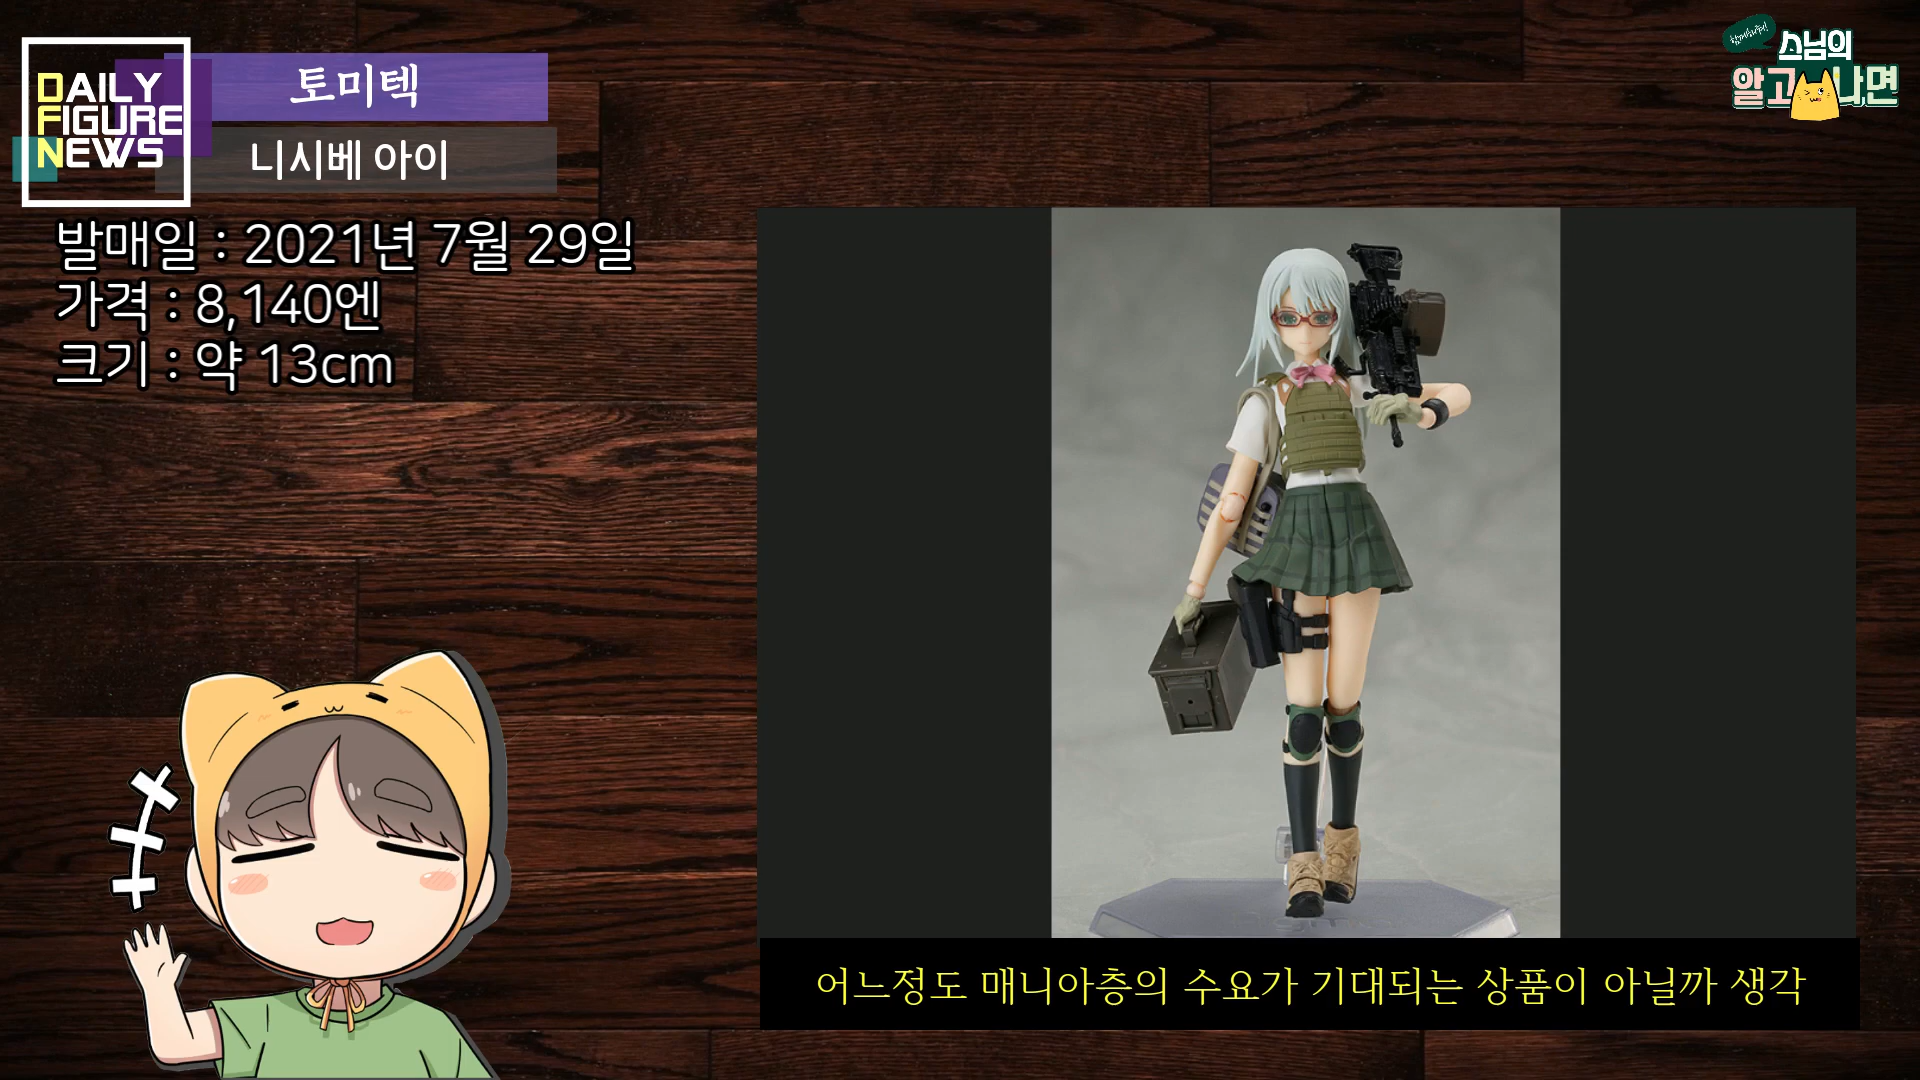 DAILY
FIGURE
NEWS
토미텍
니시베 아이
발매일 : 2021년 7월 29일
가격 : 8,140엔
크기 : 약 13cm
스님의
알고
나면
어느정도 매니아층의 수요가 기대되는 상품이 아닐까 생각